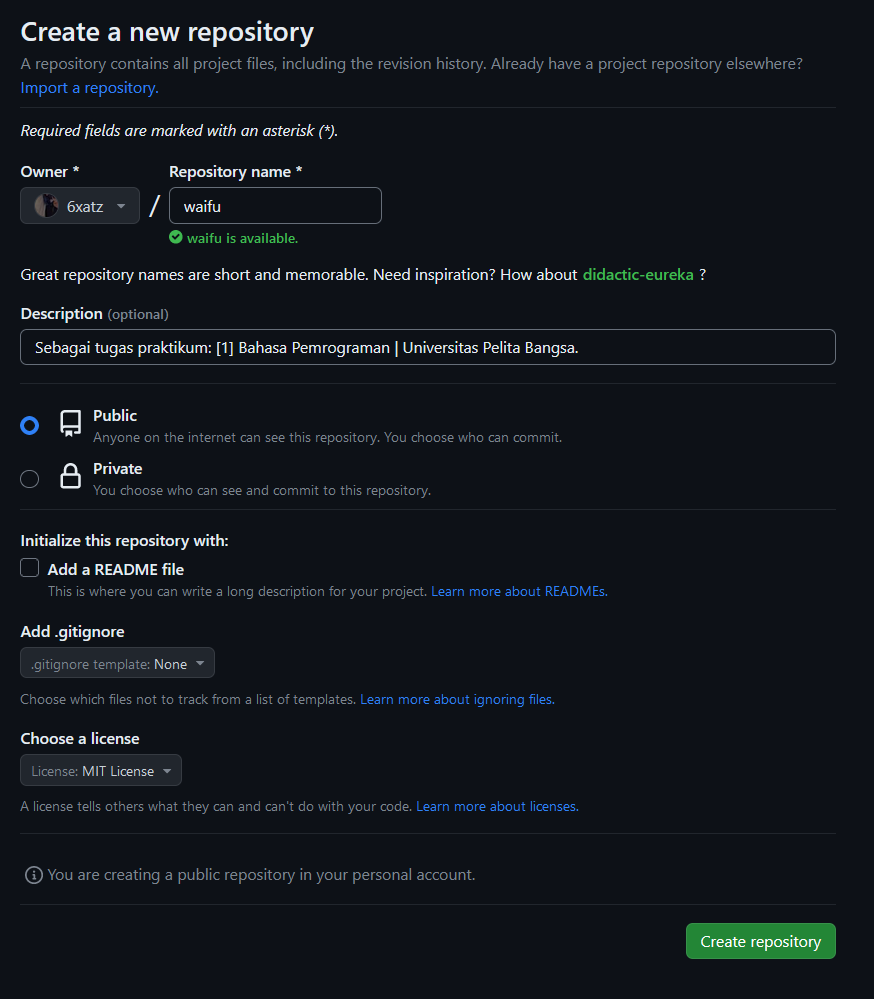 Create a new repository
A repository contains all project files, including the revision history. Already have a project repository elsewhere?
Import a repository.
Required fields are marked with an asterisk (*).
Owner * Repository name *
6xatz / waifu
waifu is available.
Great repository names are short and memorable. Need inspiration? How about didactic-eureka ?
Description (optional)
Sebagai tugas praktikum: [1] Bahasa Pemrograman | Universitas Pelita Bangsa.
Public
Anyone on the internet can see this repository. You choose who can commit.
Private
You choose who can see and commit to this repository.
Initialize this repository with:
Add a README file
This is where you can write a long description for your project. Learn more about READMEs.
Add .gitignore
.gitignore template: None
Choose which files not to track from a list of templates. Learn more about ignoring files.
Choose a license
License: MIT License
A license tells others what they can and can't do with your code. Learn more about licenses.
You are creating a public repository in your personal account.
Create repository